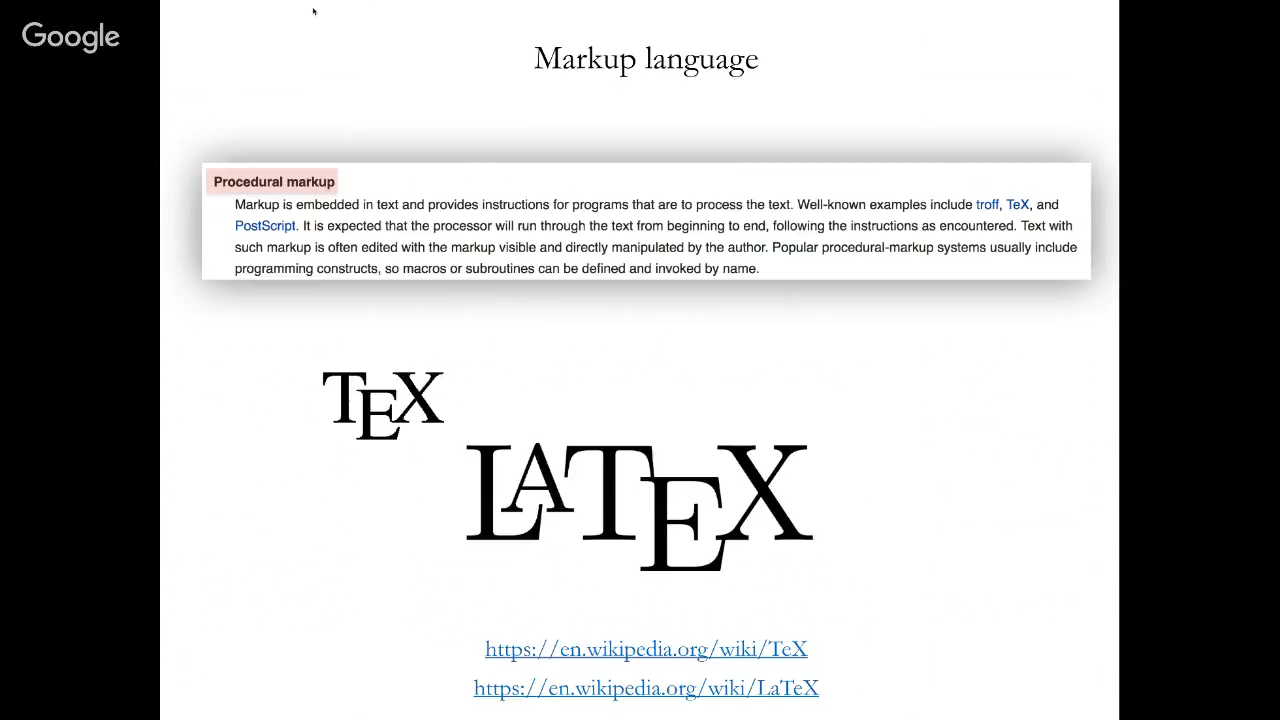 Google
Markup language
Procedural markup
Markup is embedded in text and provides instructions for programs that are to process the text. Well-known examples include troff, TeX, and
PostScript. It is expected that the processor will run through the text from beginning to end, following the instructions as encountered. Text with
such markup is often edited with the markup visible and directly manipulated by the author. Popular procedural-markup systems usually include
programming constructs, so macros or subroutines can be defined and invoked by name.
TEX
LATEX
https://en.wikipedia.org/wiki/TeX
https://en.wikipedia.org/wiki/LaTeX